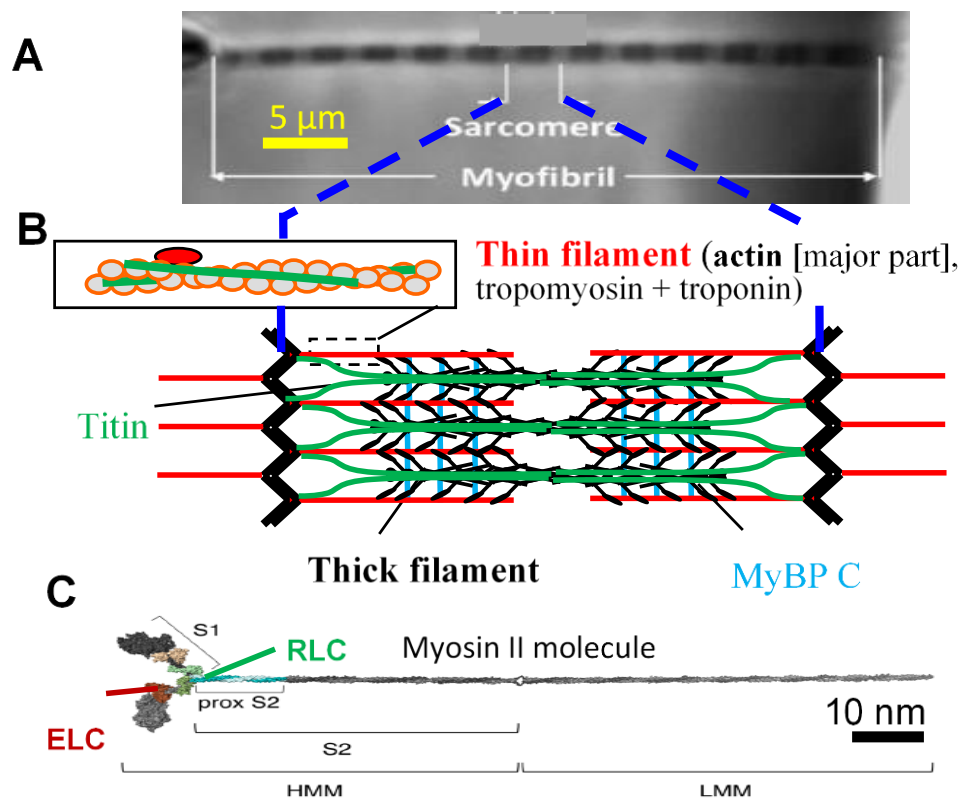 A
5 µm
Sarcomere
Myofibril
B
Thin filament (actin [major part],
tropomyosin + troponin)
Titin
Thick filament
MyBP C
C
S1
RLC
Myosin II molecule
prox S2
ELC
10 nm
S2
HMM
LMM